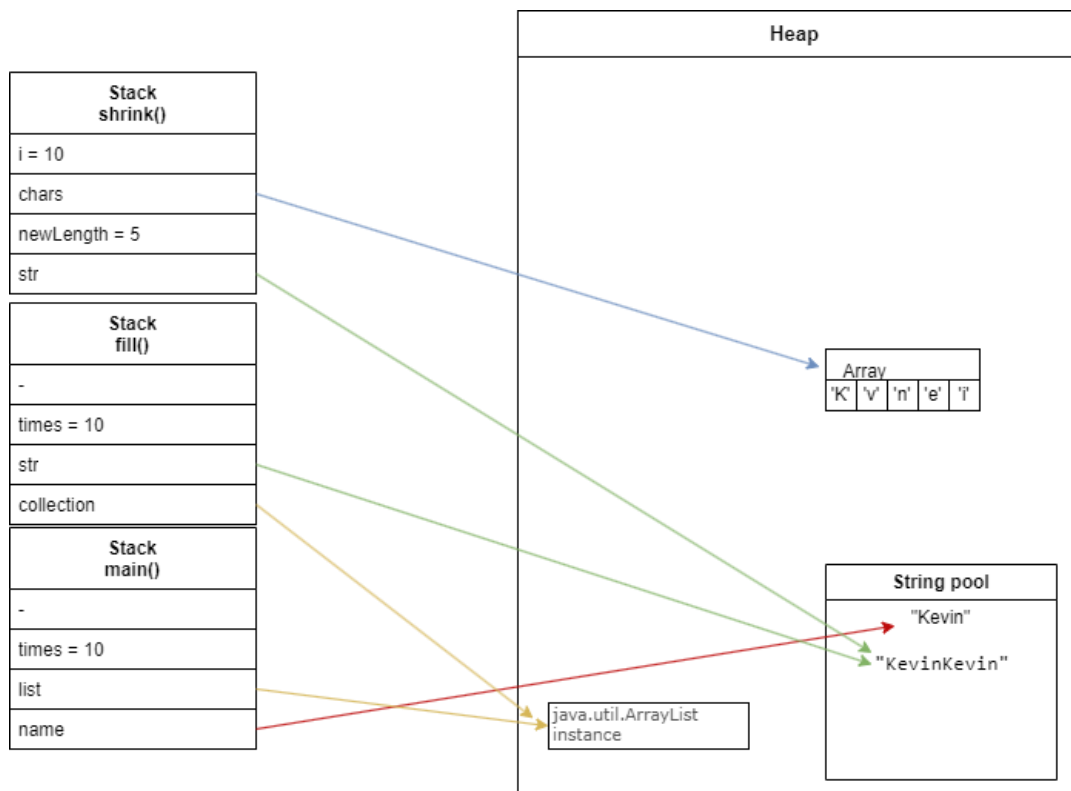 Heap
Stack
shrink()
i = 10
chars
newLength = 5
str
Stack
fill()
-
times = 10
str
collection
Stack
main()
-
times = 10
list
name
Array
'K' 'v' 'n' 'e' 'i'
String pool
"Kevin"
"KevinKevin"
java.util.ArrayList
instance